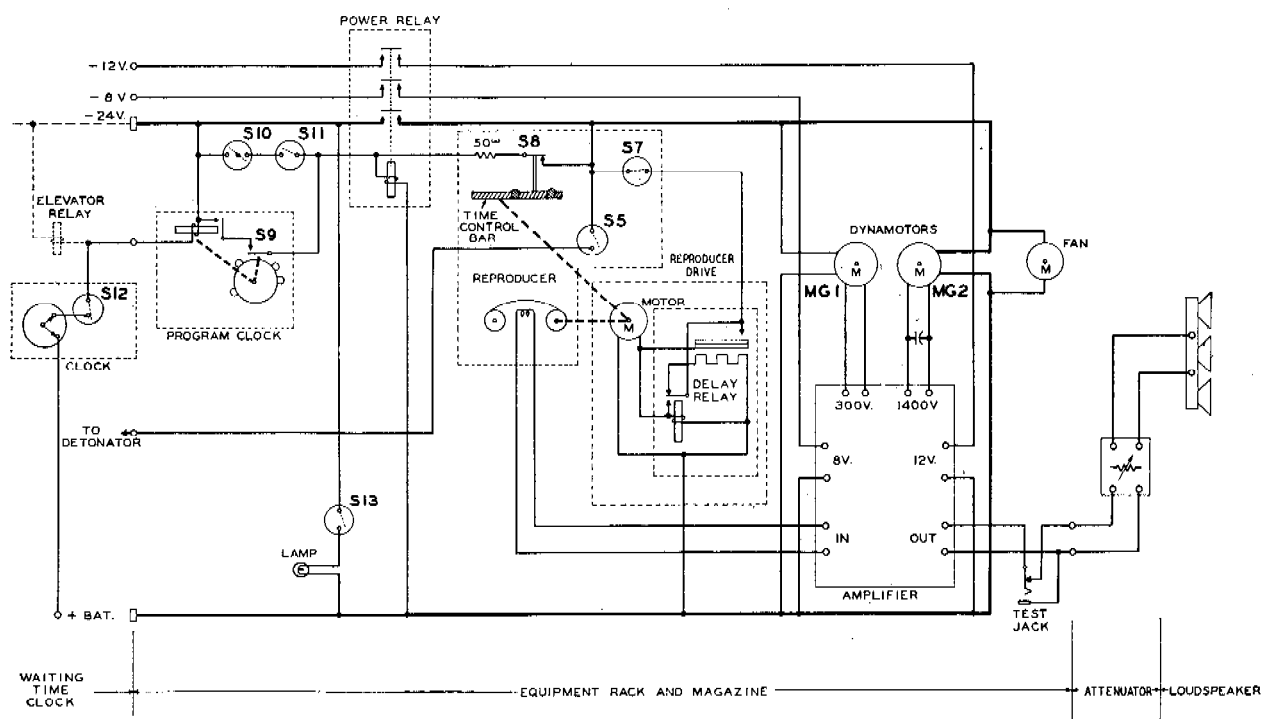 POWER RELAY
-12V.
-8V
-24V.
S10
S11
50ω
S8
S7
ELEVATOR
RELAY
S9
TIME
CONTROL
BAR
S5
DYNAMOTORS
FAN
M
M
M
MG1
MG2
REPRODUCER
DRIVE
REPRODUCER
MOTOR
M
S12
PROGRAM CLOCK
CLOCK
DELAY
RELAY
300V.
1400V
TO
DETONATOR
8V.
12V.
S13
IN
OUT
LAMP
AMPLIFIER
+ BAT.
TEST
JACK
WAITING
TIME
CLOCK
EQUIPMENT RACK AND MAGAZINE
ATTENUATOR
LOUDSPEAKER